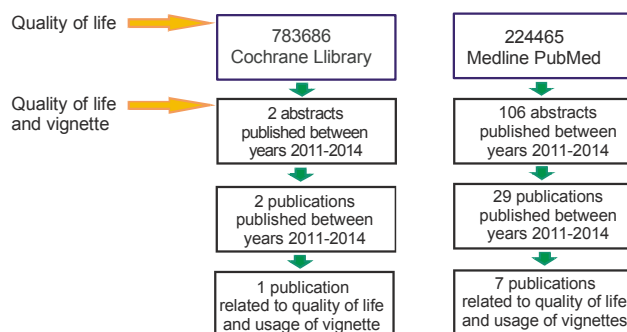 Quality of life
783686
Cochrane Llibrary
224465
Medline PubMed
Quality of life
and vignette
2 abstracts
published between
years 2011-2014
106 abstracts
published between
years 2011-2014
2 publications
published between
years 2011-2014
29 publications
published between
years 2011-2014
1 publication
related to quality of life
and usage of vignette
7 publications
related to quality of life
and usage of vignettes